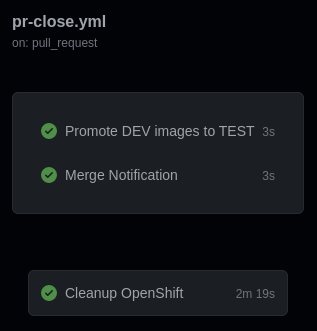 pr-close.yml
on: pull_request
Promote DEV images to TEST 3s
Merge Notification 3s
Cleanup OpenShift 2m 19s